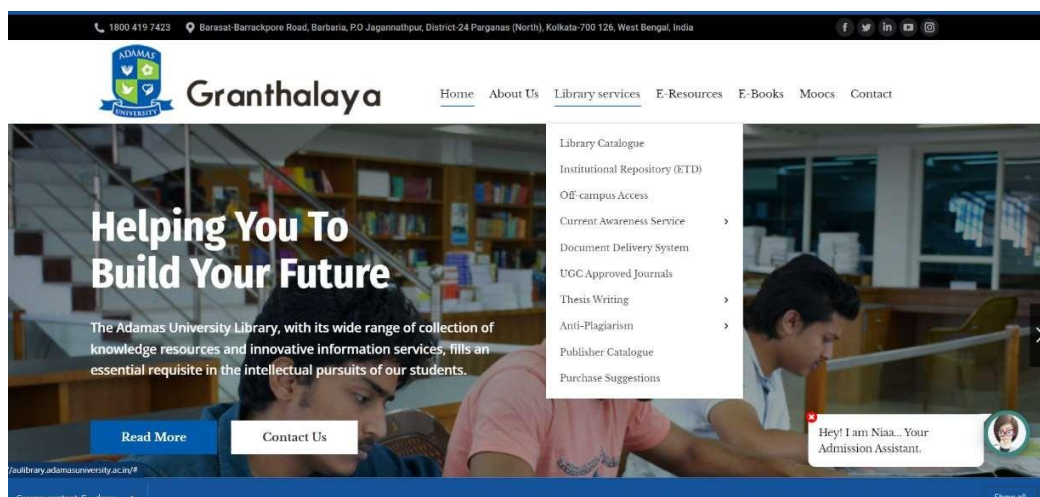 1800 419 7423 Barasat-Barrackpore Road, Barbaria, P.O Jagannathpur, District-24 Parganas (North), Kolkata-700 126, West Bengal, India
ADAMAS
UNIVERSITY
Granthalaya
Home About Us Library services E-Resources E-Books Moocs Contact
Library Catalogue
Institutional Repository (ETD)
Off-campus Access
Current Awareness Service
Document Delivery System
UGC Approved Journals
Thesis Writing
Anti-Plagiarism
Publisher Catalogue
Purchase Suggestions
Helping You To
Build Your Future
The Adamas University Library, with its wide range of collection of
knowledge resources and innovative information services, fills an
essential requisite in the intellectual pursuits of our students.
Read More Contact Us
Hey! I am Niaa... Your
Admission Assistant.
/aulibrary.adamasuniversity.ac.in/#
Show all